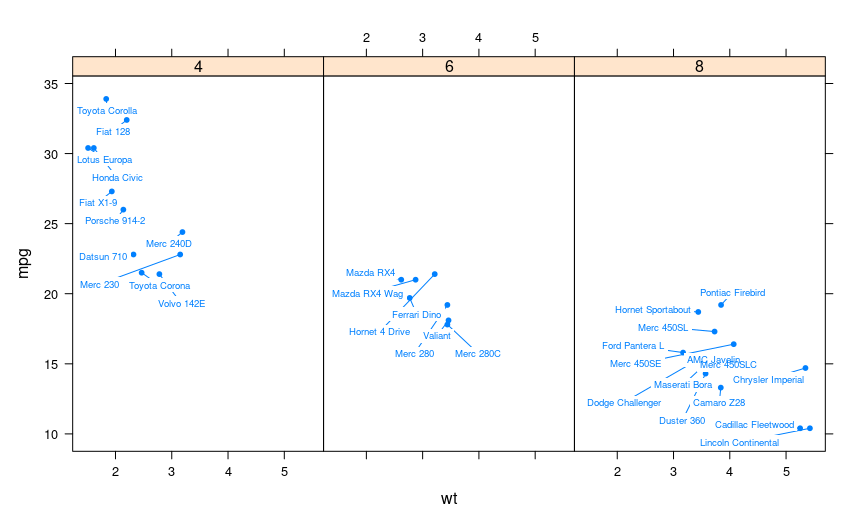 2 3 4 5
4 6 8
35
30
25
20
15
10
mpg
Toyota Corolla
Fiat 128
Lotus Europa
Honda Civic
Fiat X1-9
Porsche 914-2
Merc 240D
Datsun 710
Merc 230
Toyota Corona
Volvo 142E
Mazda RX4
Mazda RX4 Wag
Ferrari Dino
Hornet 4 Drive
Valiant
Merc 280
Merc 280C
Pontiac Firebird
Hornet Sportabout
Merc 450SL
Ford Pantera L
AMC Javelin
Merc 450SE
Merc 450SLC
Chrysler Imperial
Maserati Bora
Dodge Challenger
Camaro Z28
Duster 360
Cadillac Fleetwood
Lincoln Continental
2 3 4 5 2 3 4 5
wt